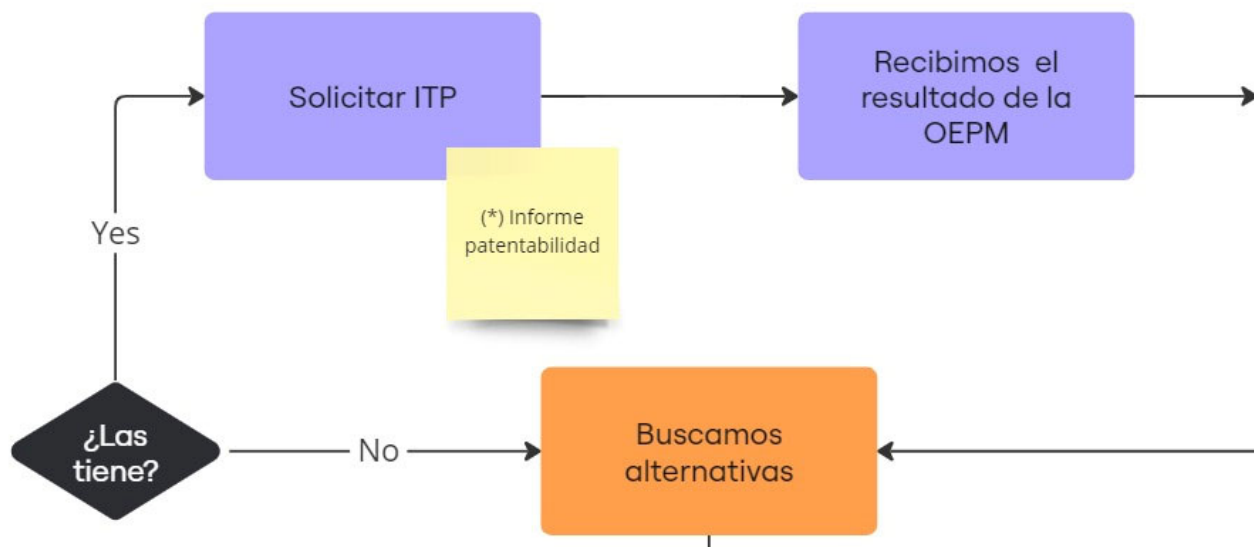 Solicitar ITP
Recibimos el
resultado de la
OEPM
(*) Informe
patentabilidad
Yes
¿Las
tiene?
No
Buscamos
alternativas